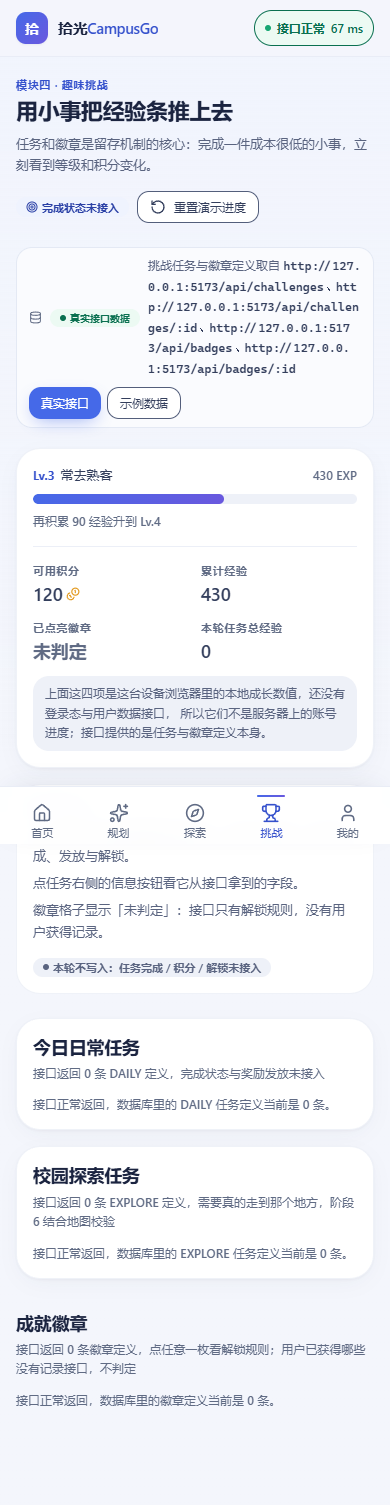 拾
拾光CampusGo
接口正常 67 ms
模块四 · 趣味挑战
用小事把经验条推上去
任务和徽章是留存机制的核心：完成一件成本很低的小事，立
刻看到等级和积分变化。
完成状态未接入
重置演示进度
真实接口数据
挑战任务与徽章定义取自 http://127.
0.0.1:5173/api/challenges、htt
p://127.0.0.1:5173/api/challen
ges/:id、http://127.0.0.1:517
3/api/badges、http://127.0.0.
1:5173/api/badges/:id
真实接口
示例数据
Lv.3 常去熟客
430 EXP
再积累 90 经验升到 Lv.4
可用积分
累计经验
120
430
已点亮徽章
本轮任务总经验
未判定
0
上面这四项是这台设备浏览器里的本地成长数值，还没有
登录态与用户数据接口， 所以它们不是服务器上的账号
进度；接口提供的是任务与徽章定义本身。
首页
规划
探索
挑战
我的
成、发放与解锁。
点任务右侧的信息按钮看它从接口拿到的字段。
徽章格子显示「未判定」：接口只有解锁规则，没有用
户获得记录。
本轮不写入：任务完成 / 积分 / 解锁未接入
今日日常任务
接口返回 0 条 DAILY 定义，完成状态与奖励发放未接入
接口正常返回，数据库里的 DAILY 任务定义当前是 0 条。
校园探索任务
接口返回 0 条 EXPLORE 定义，需要真的走到那个地方，阶段
6 结合地图校验
接口正常返回，数据库里的 EXPLORE 任务定义当前是 0 条。
成就徽章
接口返回 0 条徽章定义，点任意一枚看解锁规则；用户已获得哪些
没有记录接口，不判定
接口正常返回，数据库里的徽章定义当前是 0 条。